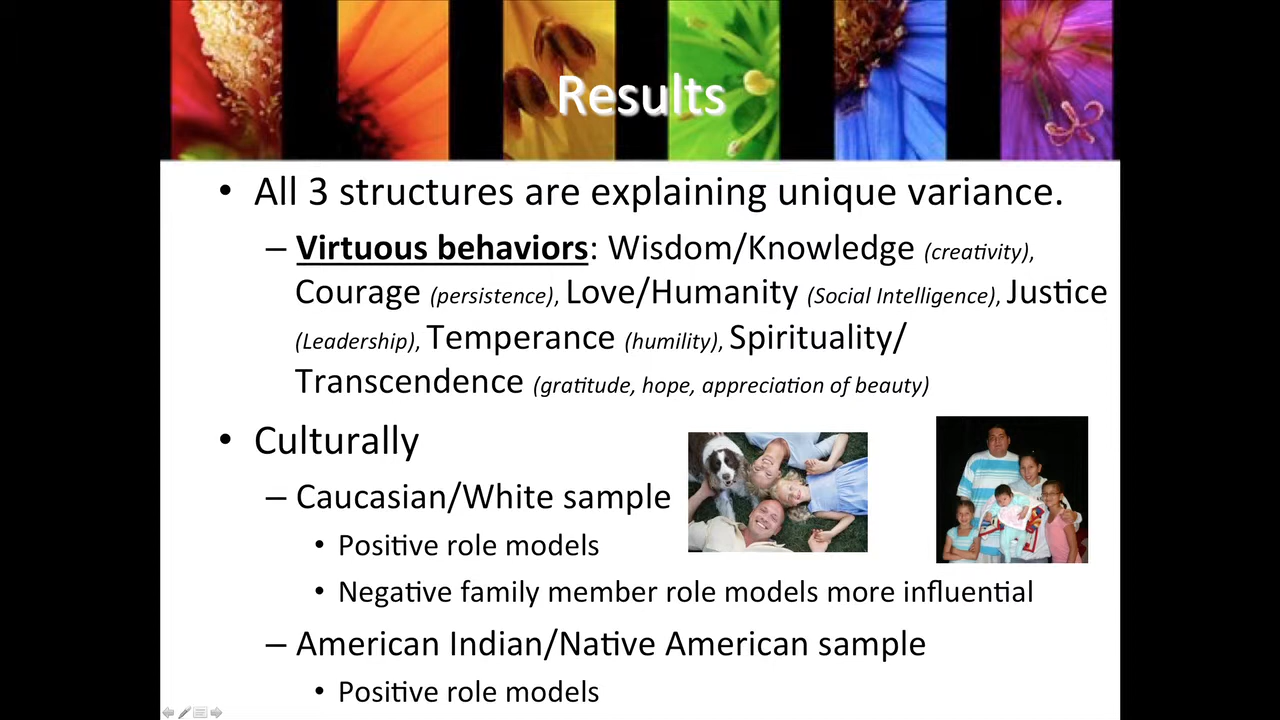 Results
• All 3 structures are explaining unique variance.
– Virtuous behaviors: Wisdom/Knowledge (creativity),
Courage (persistence), Love/Humanity (Social Intelligence), Justice
(Leadership), Temperance (humility), Spirituality/
Transcendence (gratitude, hope, appreciation of beauty)
• Culturally
– Caucasian/White sample
• Positive role models
• Negative family member role models more influential
– American Indian/Native American sample
• Positive role models